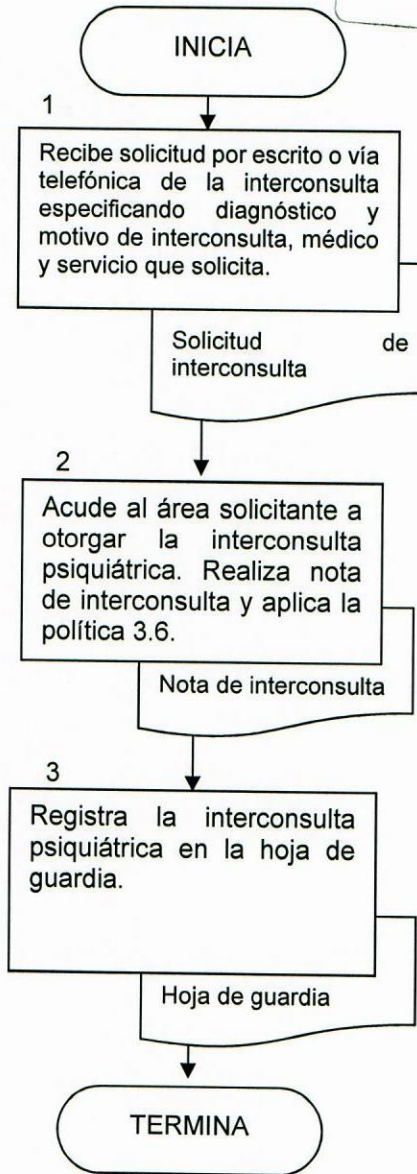 INICIA
1
Recibe solicitud por escrito o vía
telefónica de la interconsulta
especificando diagnóstico y
motivo de interconsulta, médico
y servicio que solicita.
Solicitud de
interconsulta
2
Acude al área solicitante a
otorgar la interconsulta
psiquiátrica. Realiza nota
de interconsulta y aplica la
política 3.6.
Nota de interconsulta
3
Registra la interconsulta
psiquiátrica en la hoja de
guardia.
Hoja de guardia
TERMINA